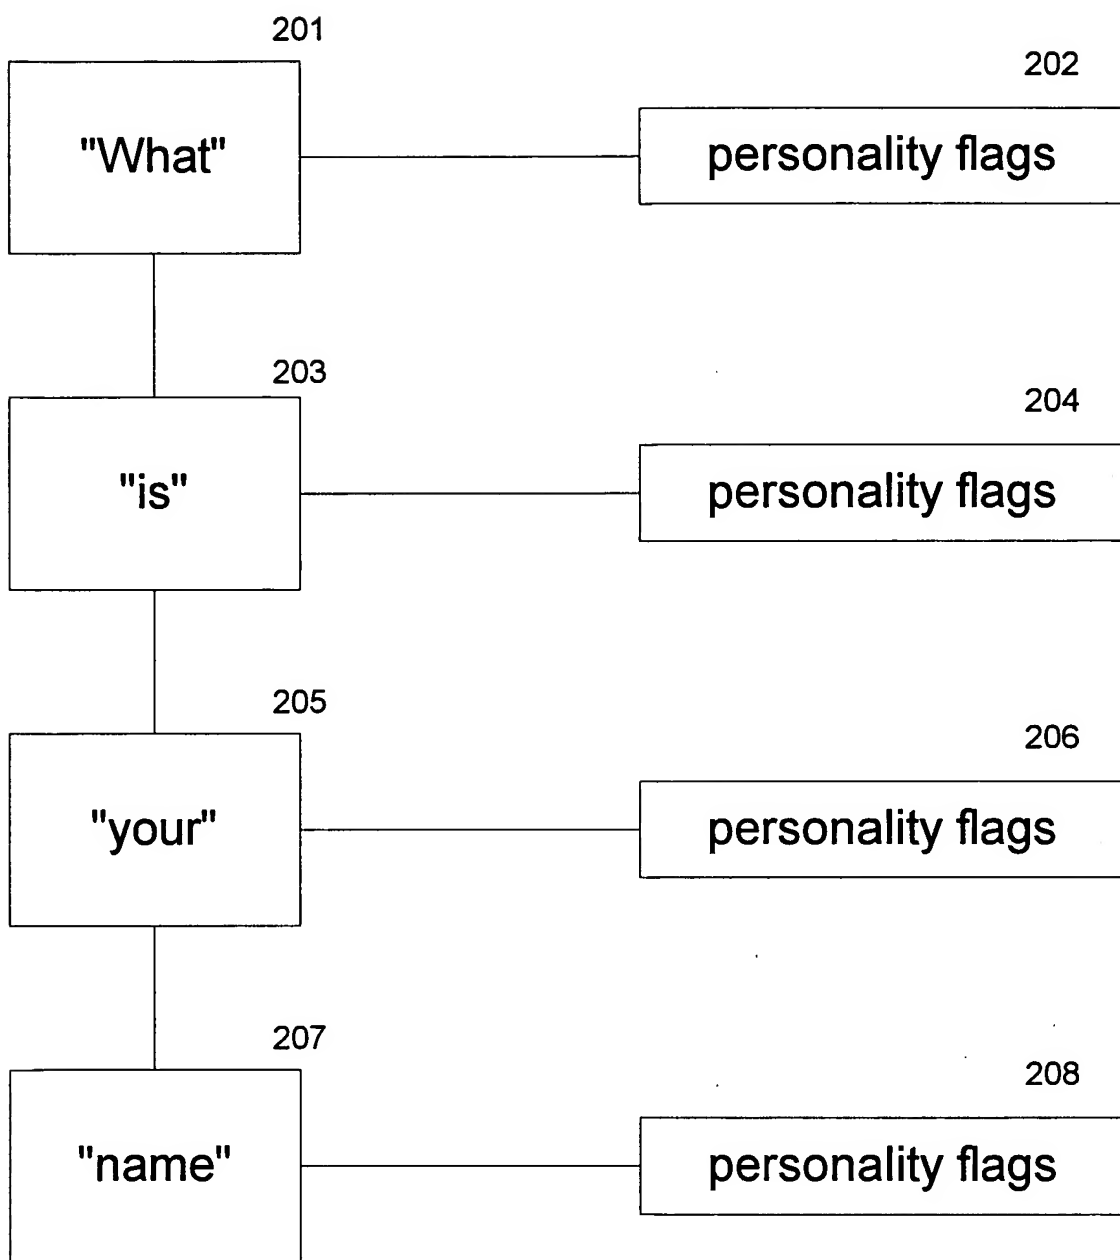 201
202
"What"
personality flags
203
204
"is"
personality flags
205
206
"your"
personality flags
207
208
"name"
personality flags